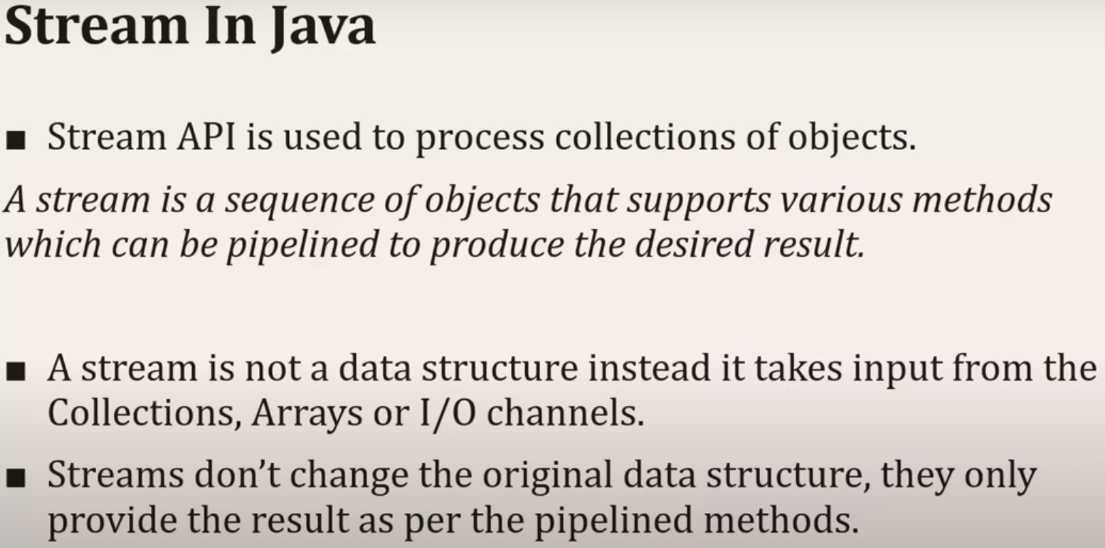 Stream In Java
▪ Stream API is used to process collections of objects.
A stream is a sequence of objects that supports various methods
which can be pipelined to produce the desired result.
▪ A stream is not a data structure instead it takes input from the
Collections, Arrays or I/O channels.
▪ Streams don’t change the original data structure, they only
provide the result as per the pipelined methods.